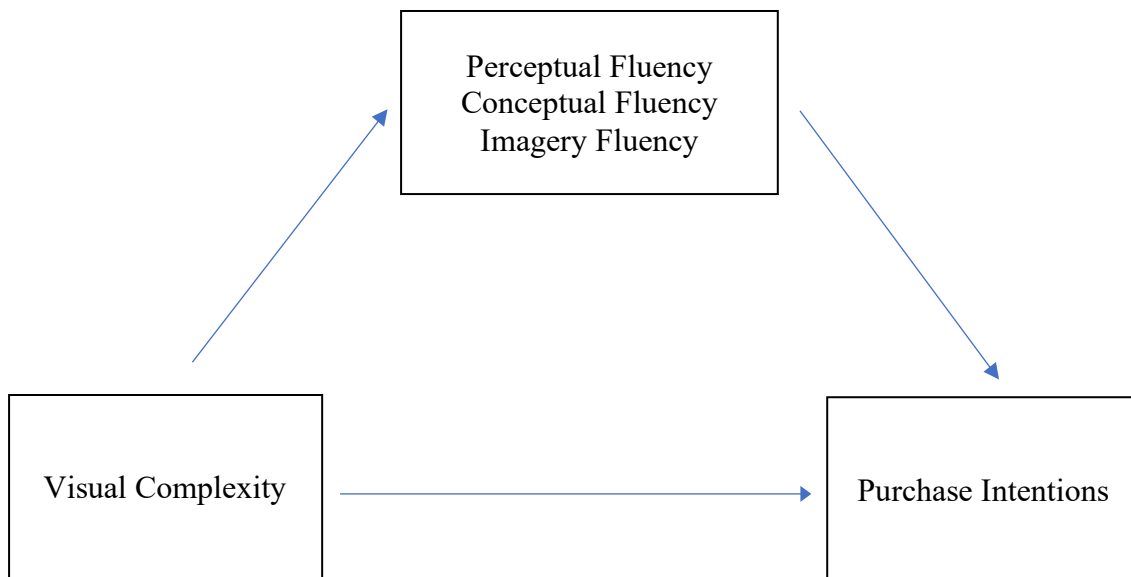 Perceptual Fluency
Conceptual Fluency
Imagery Fluency
Visual Complexity
Purchase Intentions